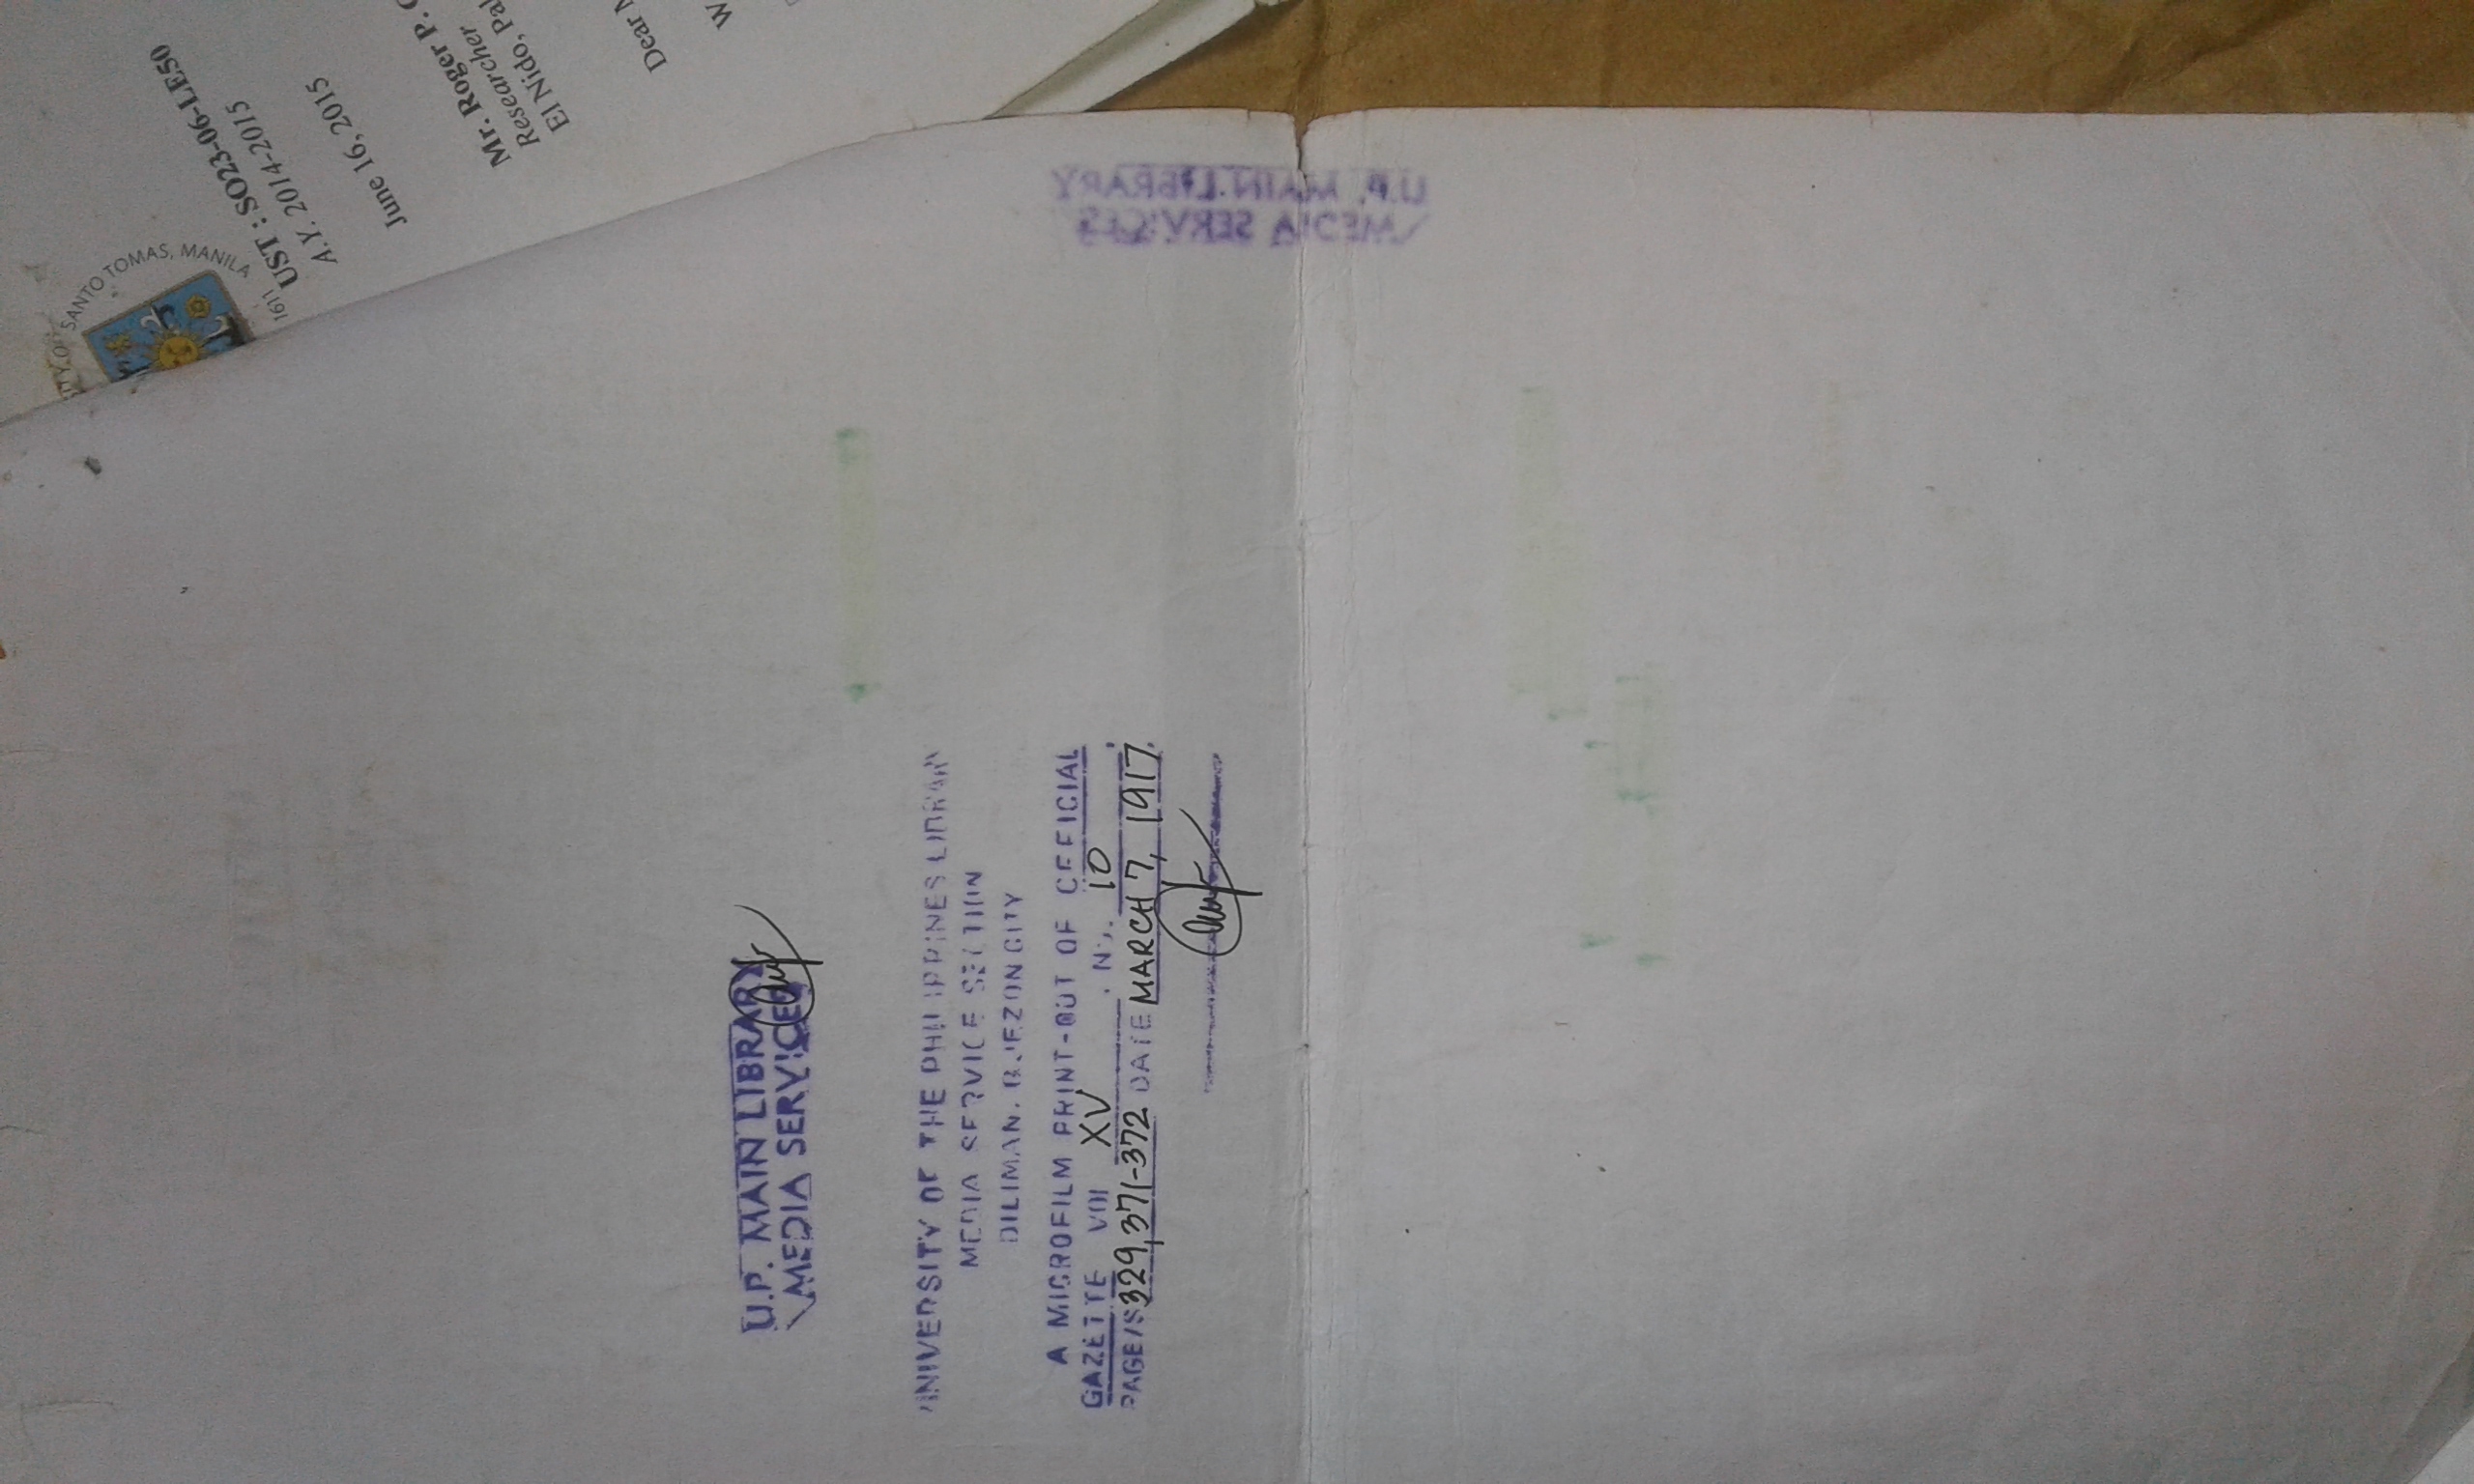 SANTO TOMAS, MANILA
1611
UST : SO23-06-LE50
A.Y. 2014-2015
June 16, 2015
Mr. Roger P.
Researcher
El Nido,
Dear
U.P. MAIN LIBRARY
MEDIA SERVICES
U.P. MAIN LIBRARY
MEDIA SERVICES
UNIVERSITY OF THE PHILIPPINES LIBRARY
MEDIA SERVICE SECTION
DILIMAN, QUEZON CITY
A MICROFILM PRINT-OUT OF OFFICIAL
GAZETTE VOL XV, NO. 10
PAGE/S 329, 371-372 DATE MARCH 7, 1917.